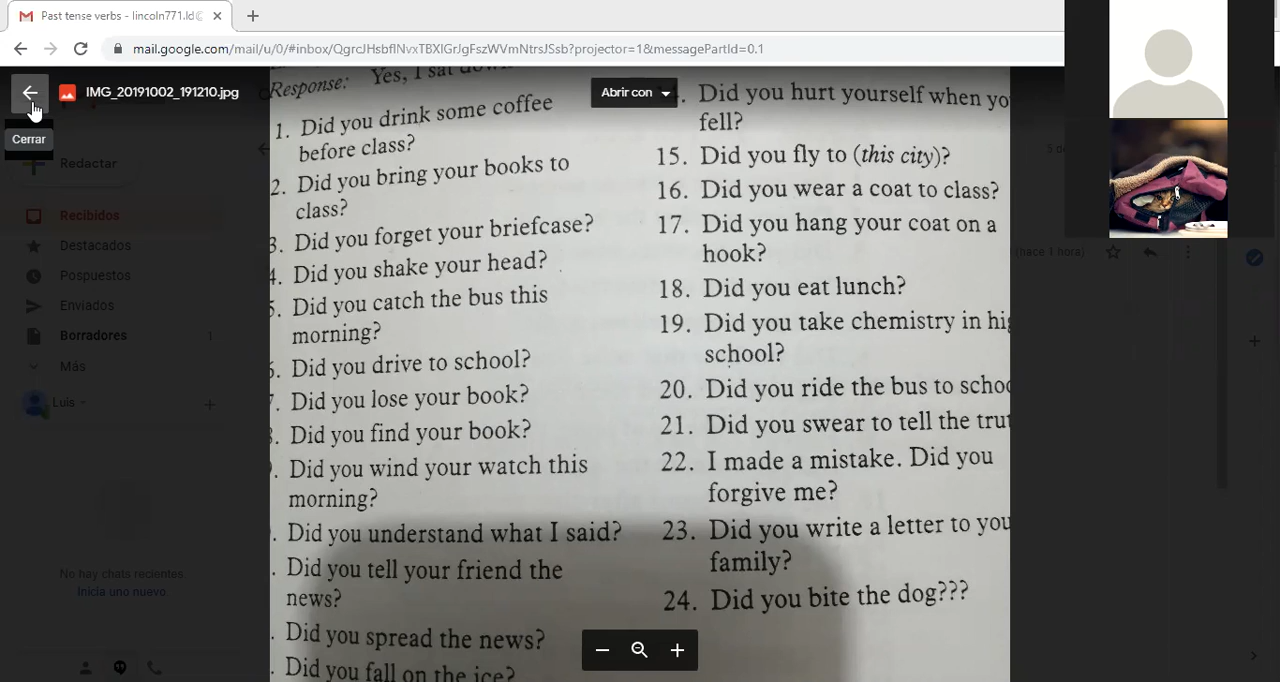 Past tense verbs - lincoln771.ld@
mail.google.com/mail/u/0/#inbox/QgrcJHsbflNvxTBXlGrJgFszWVmNtrsJSsb?projector=1&messagePartId=0.1
IMG_20191002_191210.jpg
Abrir con
Cerrar
Redactar
Recibidos
Destacados
Pospuestos
Enviados
Borradores 1
Más
Luis
No hay chats recientes
Inicia uno nuevo
(hace 1 hora)
Response: Yes, I sat down
1. Did you drink some coffee
before class?
2. Did you bring your books to
class?
3. Did you forget your briefcase?
4. Did you shake your head?
5. Did you catch the bus this
morning?
6. Did you drive to school?
7. Did you lose your book?
8. Did you find your book?
. Did you wind your watch this
morning?
. Did you understand what I said?
. Did you tell your friend the
news?
. Did you spread the news?
. Did you fall on the ice?
4. Did you hurt yourself when yo
fell?
15. Did you fly to (this city)?
16. Did you wear a coat to class?
17. Did you hang your coat on a
hook?
18. Did you eat lunch?
19. Did you take chemistry in hi
school?
20. Did you ride the bus to schoo
21. Did you swear to tell the trut
22. I made a mistake. Did you
forgive me?
23. Did you write a letter to you
family?
24. Did you bite the dog???